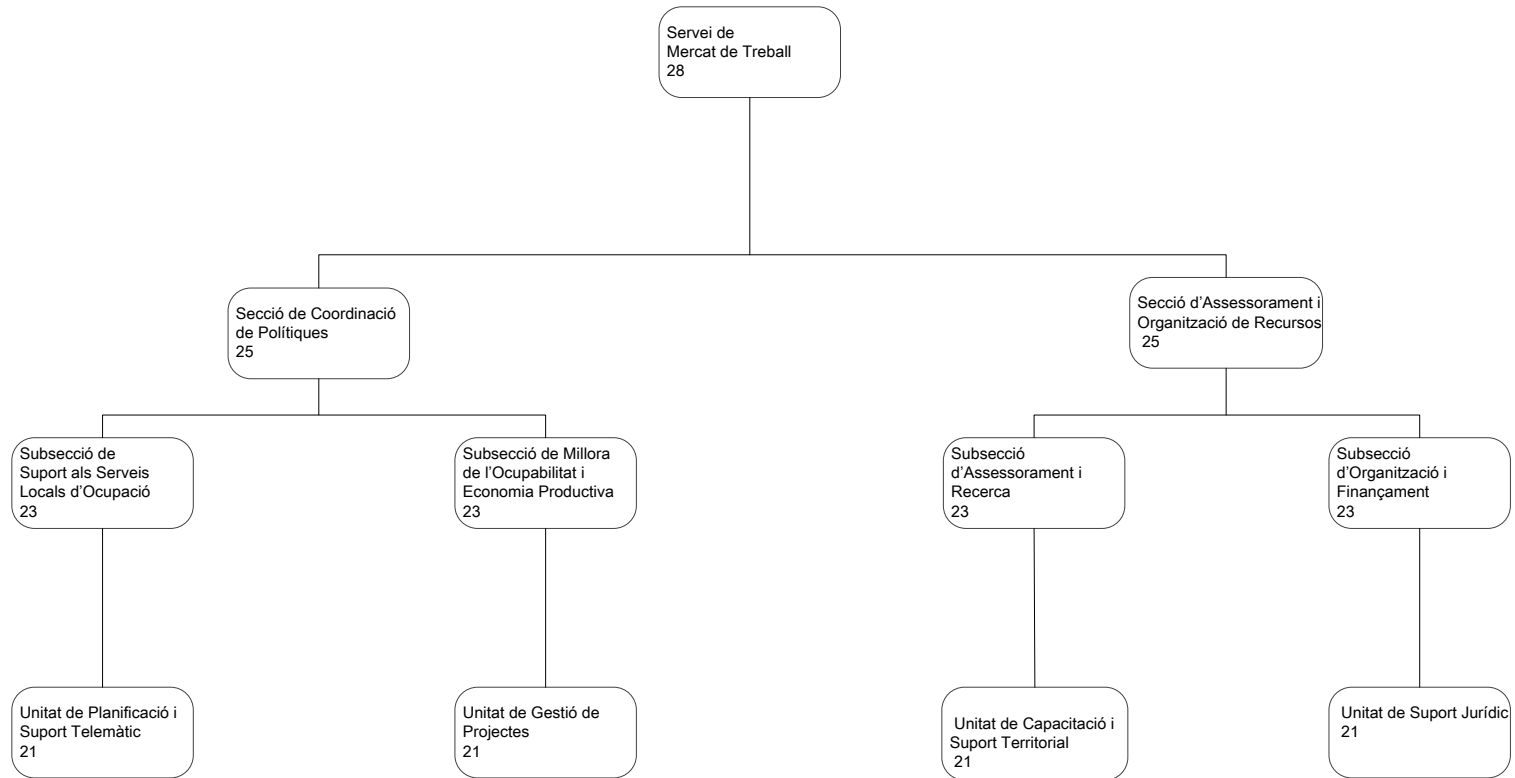 Servei de
Mercat de Treball
28
Secció de Coordinació
de Polítiques
25
Secció d’Assessorament i
Organització de Recursos
25
Subsecció de
Suport als Serveis
Locals d’Ocupació
23
Subsecció de Millora
de l’Ocupabilitat i
Economia Productiva
23
Subsecció
d’Assessorament i
Recerca
23
Subsecció
d’Organització i
Finançament
23
Unitat de Planificació i
Suport Telemàtic
21
Unitat de Gestió de
Projectes
21
Unitat de Capacitació i
Suport Territorial
21
Unitat de Suport Jurídic
21